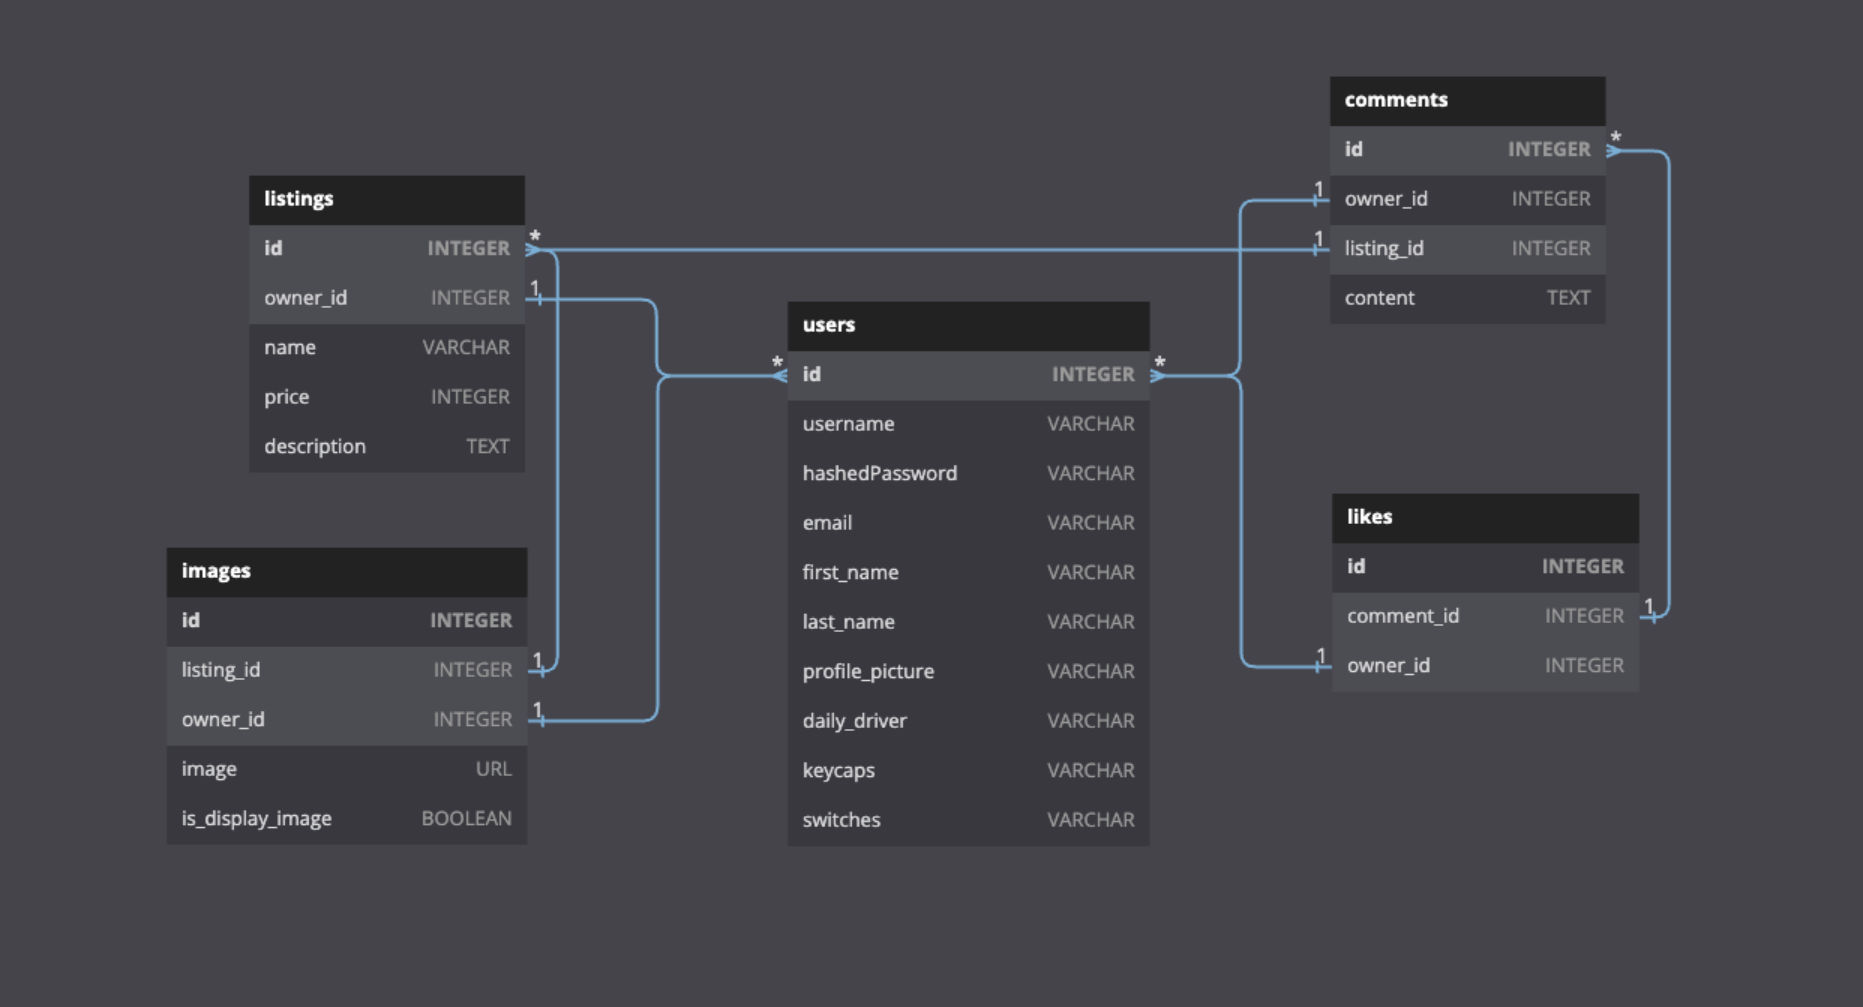 listings
id INTEGER *
owner_id INTEGER 1
name VARCHAR
price INTEGER
description TEXT
images
id INTEGER
listing_id INTEGER 1
owner_id INTEGER 1
image URL
is_display_image BOOLEAN
users
* id INTEGER *
username VARCHAR
hashedPassword VARCHAR
email VARCHAR
first_name VARCHAR
last_name VARCHAR
profile_picture VARCHAR
daily_driver VARCHAR
keycaps VARCHAR
switches VARCHAR
comments
id INTEGER *
1 owner_id INTEGER
1 listing_id INTEGER
content TEXT
likes
id INTEGER
comment_id INTEGER 1
1 owner_id INTEGER